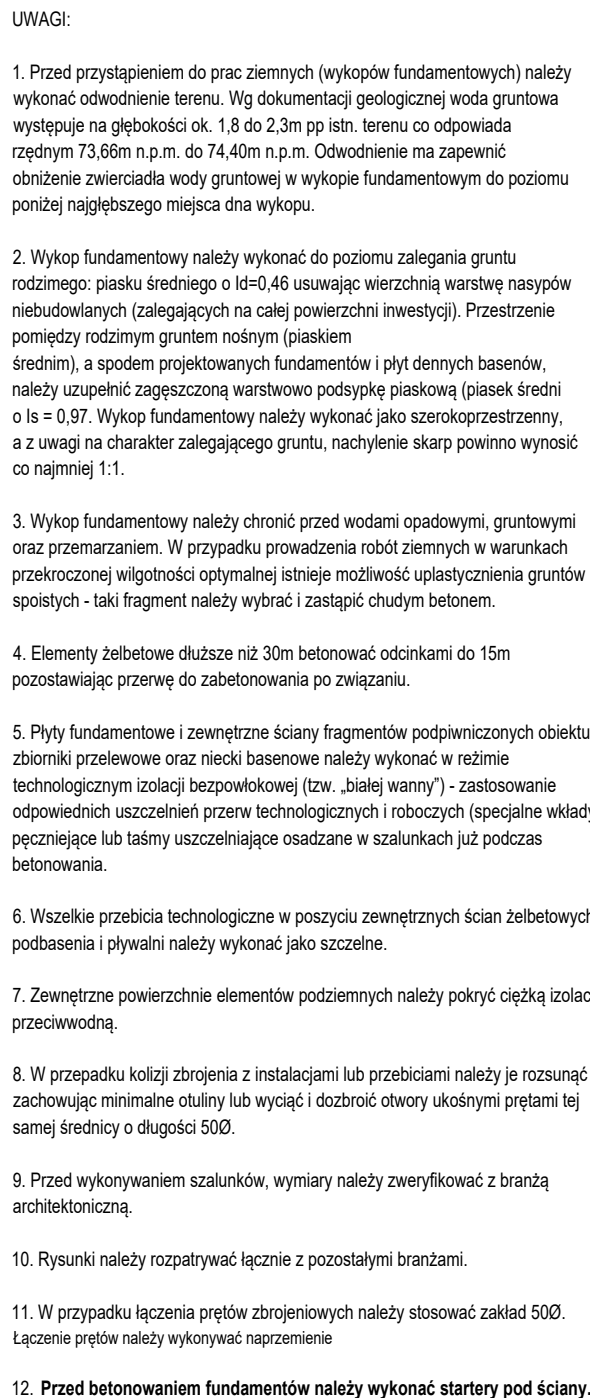 UWAGI:
1. Przed przystąpieniem do prac ziemnych (wykopów fundamentowych) należy
wykonać odwodnienie terenu. Wg dokumentacji geologicznej woda gruntowa
występuje na głębokości ok. 1,8 do 2,3m pp istn. terenu co odpowiada
rzędnym 73,66m n.p.m. do 74,40m n.p.m. Odwodnienie ma zapewnić
obniżenie zwierciadła wody gruntowej w wykopie fundamentowym do poziomu
poniżej najgłębszego miejsca dna wykopu.
2. Wykop fundamentowy należy wykonać do poziomu zalegania gruntu
rodzimego: piasku średniego o Id=0,46 usuwając wierzchnią warstwę nasypów
niebudowlanych (zalegających na całej powierzchni inwestycji). Przestrzenie
pomiędzy rodzimym gruntem nośnym (piaskiem
średnim), a spodem projektowanych fundamentów i płyt dennych basenów,
należy uzupełnić zagęszczoną warstwowo podsypkę piaskową (piasek średni
o Is = 0,97. Wykop fundamentowy należy wykonać jako szerokoprzestrzenny,
a z uwagi na charakter zalegającego gruntu, nachylenie skarp powinno wynosić
co najmniej 1:1.
3. Wykop fundamentowy należy chronić przed wodami opadowymi, gruntowymi
oraz przemarzaniem. W przypadku prowadzenia robót ziemnych w warunkach
przekroczonej wilgotności optymalnej istnieje możliwość uplastycznienia gruntów
spoistych - taki fragment należy wybrać i zastąpić chudym betonem.
4. Elementy żelbetowe dłuższe niż 30m betonować odcinkami do 15m
pozostawiając przerwę do zabetonowania po związaniu.
5. Płyty fundamentowe i zewnętrzne ściany fragmentów podpiwniczonych obiektu
zbiorniki przelewowe oraz niecki basenowe należy wykonać w reżimie
technologicznym izolacji bezpowłokowej (tzw. „białej wanny”) - zastosowanie
odpowiednich uszczelnień przerw technologicznych i roboczych (specjalne wkłady
pęczniejące lub taśmy uszczelniające osadzane w szalunkach już podczas
betonowania.
6. Wszelkie przebicia technologiczne w poszyciu zewnętrznych ścian żelbetowych
podbasenia i pływalni należy wykonać jako szczelne.
7. Zewnętrzne powierzchnie elementów podziemnych należy pokryć ciężką izolac
przeciwwodną.
8. W przepadku kolizji zbrojenia z instalacjami lub przebiciami należy je rozsunąć
zachowując minimalne otuliny lub wyciąć i dozbroić otwory ukośnymi prętami tej
samej średnicy o długości 50Ø.
9. Przed wykonywaniem szalunków, wymiary należy zweryfikować z branżą
architektoniczną.
10. Rysunki należy rozpatrywać łącznie z pozostałymi branżami.
11. W przypadku łączenia prętów zbrojeniowych należy stosować zakład 50Ø.
Łączenie prętów należy wykonywać naprzemienie
12. Przed betonowaniem fundamentów należy wykonać startery pod ściany.